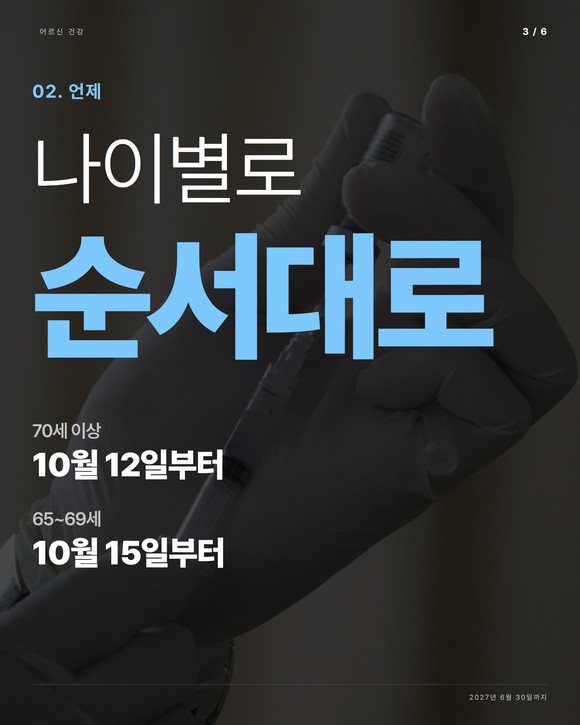 어르신 건강
3 / 6
02. 언제
나이별로
순서대로
70세 이상
10월 12일부터
65~69세
10월 15일부터
2027년 6월 30일까지